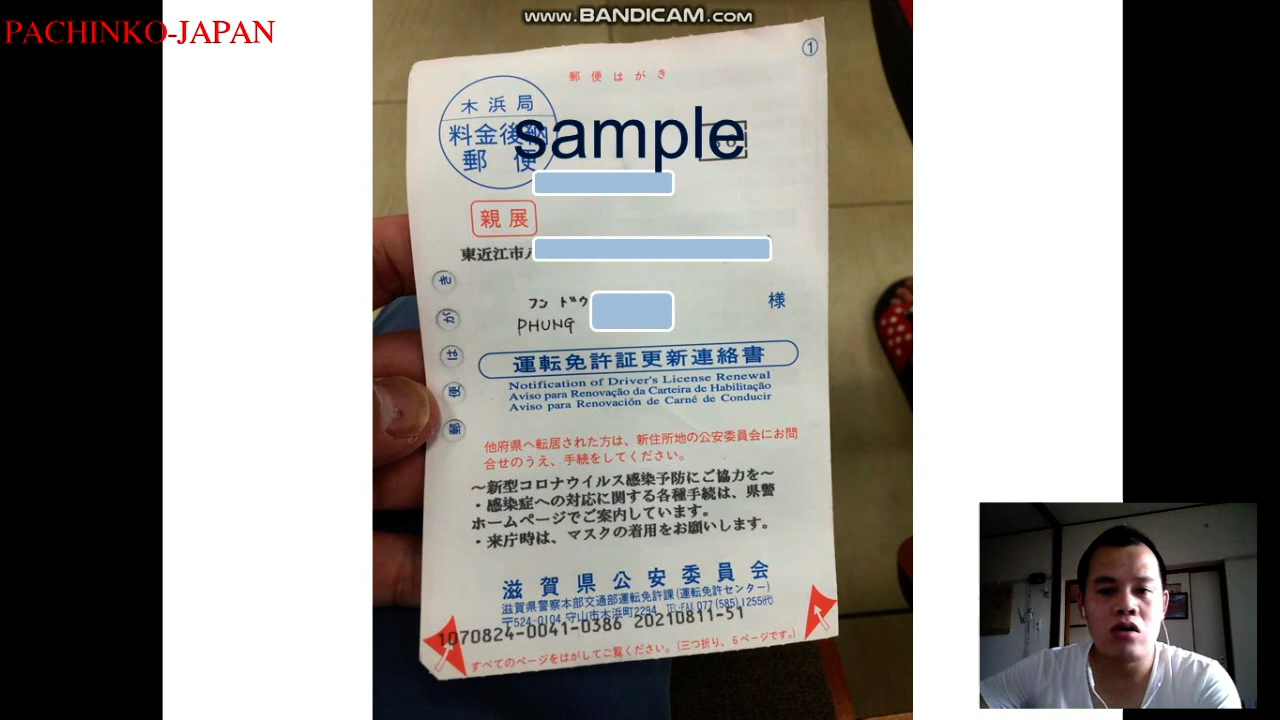 www.BANDICAM.com
PACHINKO-JAPAN
①
郵便はがき
木浜局
料金後納
郵便
sample
親展
東近江市
フン ドウ
PHUNG
様
郵便はがき
運転免許証更新連絡書
Notification of Driver's License Renewal
Aviso para Renovação da Carteira de Habilitação
Aviso para Renovación de Carné de Conducir
他府県へ転居された方は、新住所地の公安委員会にお問
合せのうえ、手続をしてください。
～新型コロナウイルス感染予防にご協力を～
・感染症への対応に関する各種手続は、県警
ホームページでご案内しています。
・来庁時は、マスクの着用をお願いします。
滋賀県公安委員会
滋賀県警察本部交通部運転免許課(運転免許センター)
〒524-0104 守山市木浜町2294 TEL・FAX 077(585)1255㈹
1070824-0041-0386 20210811-51
すべてのページをはがしてご覧ください。(三つ折り、6ページです。)